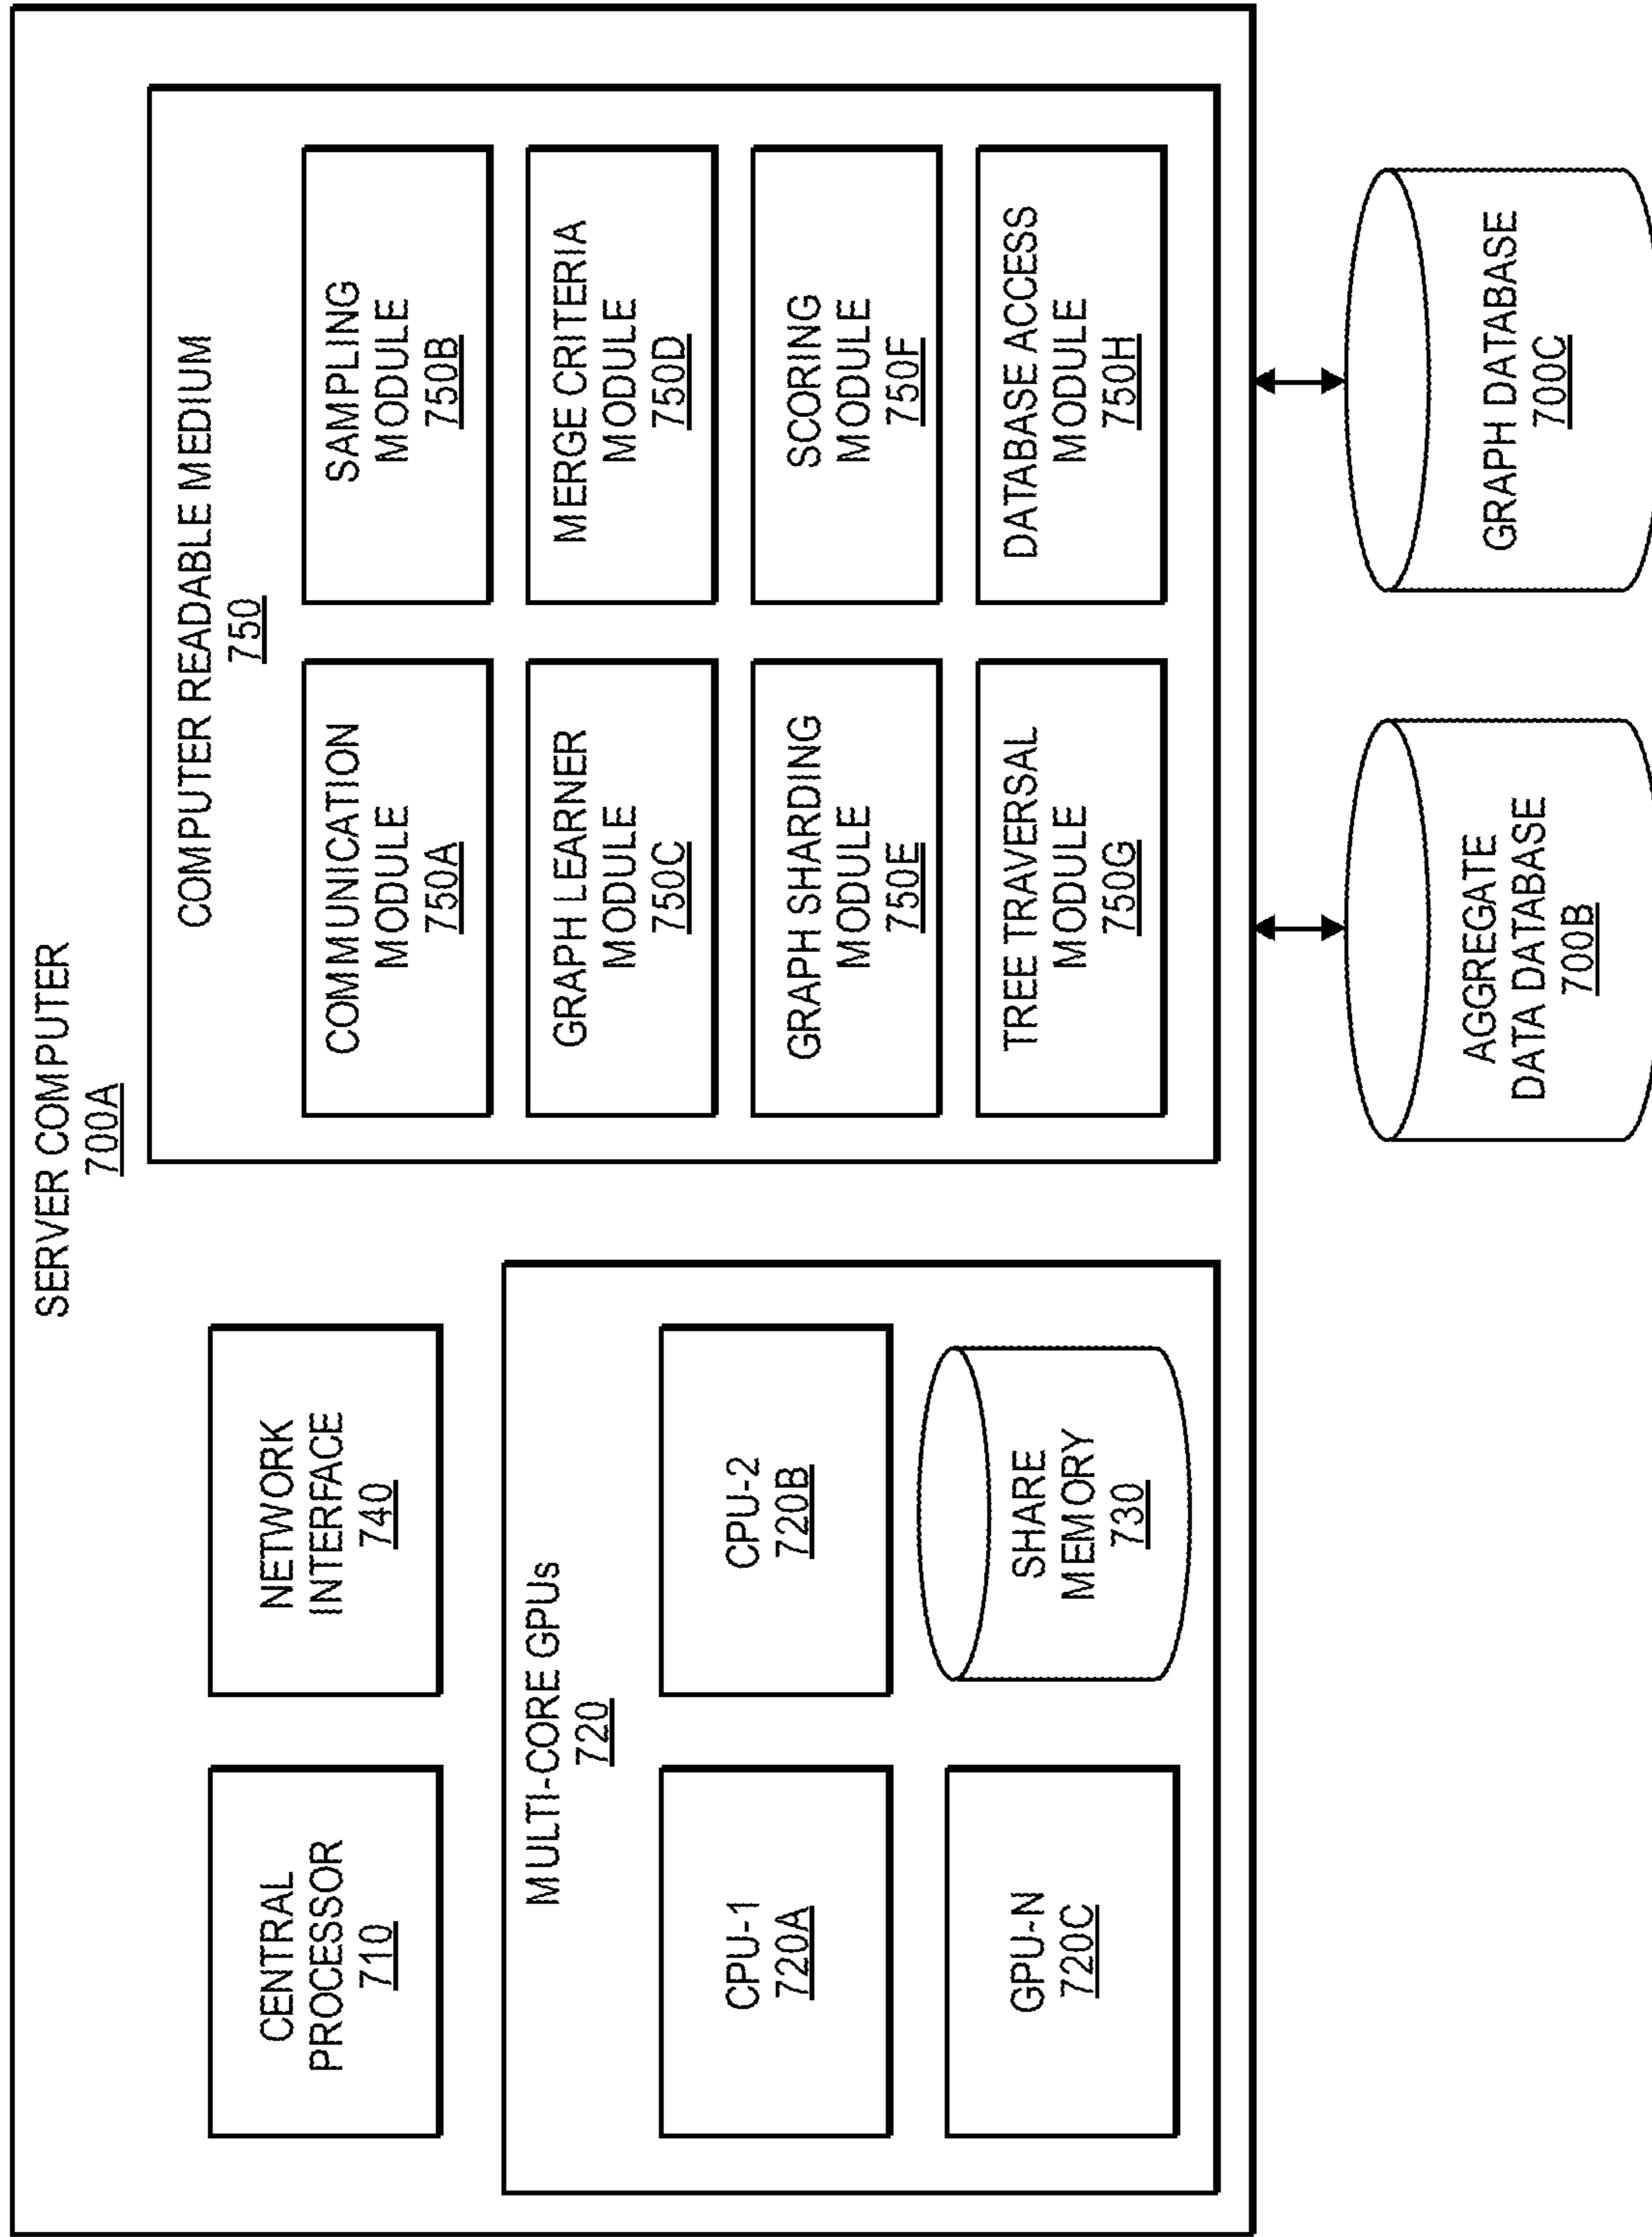 SERVER COMPUTER
700A
CENTRAL
PROCESSOR
710
NETWORK
INTERFACE
740
MULTI-CORE GPUs
720
CPU-1
720A
CPU-2
720B
GPU-N
720C
SHARE
MEMORY
730
COMPUTER READABLE MEDIUM
750
COMMUNICATION
MODULE
750A
SAMPLING
MODULE
750B
GRAPH LEARNER
MODULE
750C
MERGE CRITERIA
MODULE
750D
GRAPH SHARDING
MODULE
750E
SCORING
MODULE
750F
TREE TRAVERSAL
MODULE
750G
DATABASE ACCESS
MODULE
750H
AGGREGATE
DATA DATABASE
700B
GRAPH DATABASE
700C